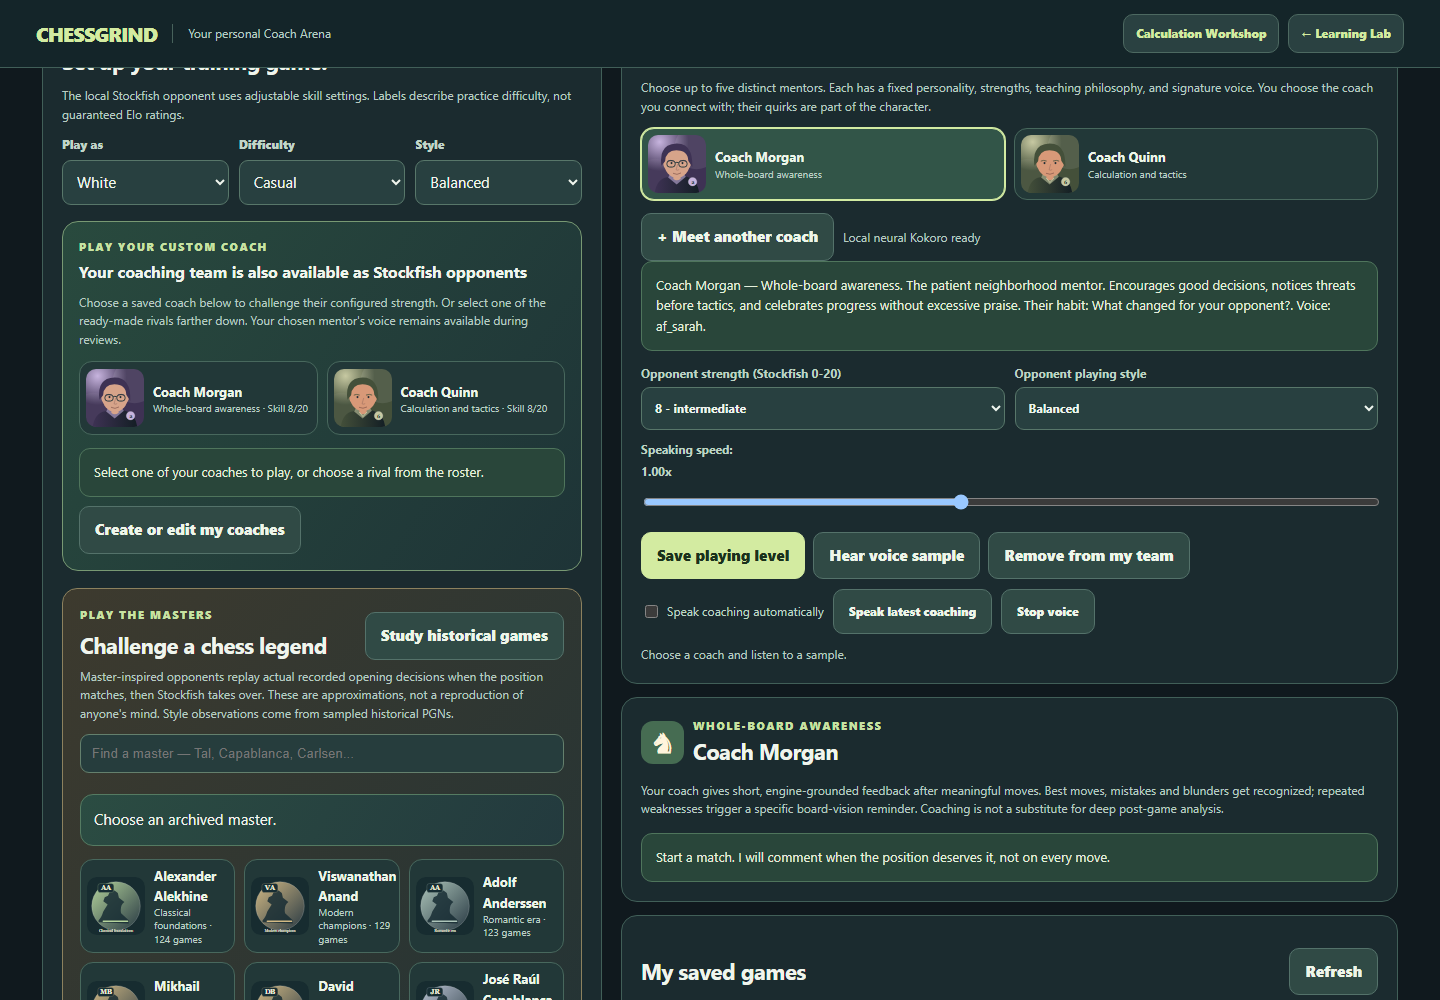 CHESSGRIND
Your personal Coach Arena
Calculation Workshop
← Learning Lab
Set up your training game.
The local Stockfish opponent uses adjustable skill settings. Labels describe practice difficulty, not
guaranteed Elo ratings.
Play as
Difficulty
Style
White
Casual
Balanced
PLAY YOUR CUSTOM COACH
Your coaching team is also available as Stockfish opponents
Choose a saved coach below to challenge their configured strength. Or select one of the
ready-made rivals farther down. Your chosen mentor's voice remains available during
reviews.
Coach Morgan
Whole-board awareness · Skill 8/20
Coach Quinn
Calculation and tactics · Skill 8/20
Select one of your coaches to play, or choose a rival from the roster.
Create or edit my coaches
PLAY THE MASTERS
Challenge a chess legend
Study historical games
Master-inspired opponents replay actual recorded opening decisions when the position
matches, then Stockfish takes over. These are approximations, not a reproduction of
anyone's mind. Style observations come from sampled historical PGNs.
Find a master — Tal, Capablanca, Carlsen...
Choose an archived master.
AA
Alexander
Alekhine
Classical
foundations ·
124 games
VA
Viswanathan
Anand
Modern
champions · 129
games
AA
Adolf
Anderssen
Romantic era ·
123 games
MB
Mikhail
DB
David
JR
José Raúl
Capablanca
Choose up to five distinct mentors. Each has a fixed personality, strengths, teaching philosophy, and signature voice. You choose the coach
you connect with; their quirks are part of the character.
Coach Morgan
Whole-board awareness
Coach Quinn
Calculation and tactics
+ Meet another coach
Local neural Kokoro ready
Coach Morgan — Whole-board awareness. The patient neighborhood mentor. Encourages good decisions, notices threats
before tactics, and celebrates progress without excessive praise. Their habit: What changed for your opponent?. Voice:
af_sarah.
Opponent strength (Stockfish 0-20)
Opponent playing style
8 - intermediate
Balanced
Speaking speed:
1.00x
Save playing level
Hear voice sample
Remove from my team
Speak coaching automatically
Speak latest coaching
Stop voice
Choose a coach and listen to a sample.
WHOLE-BOARD AWARENESS
Coach Morgan
Your coach gives short, engine-grounded feedback after meaningful moves. Best moves, mistakes and blunders get recognized; repeated
weaknesses trigger a specific board-vision reminder. Coaching is not a substitute for deep post-game analysis.
Start a match. I will comment when the position deserves it, not on every move.
My saved games
Refresh